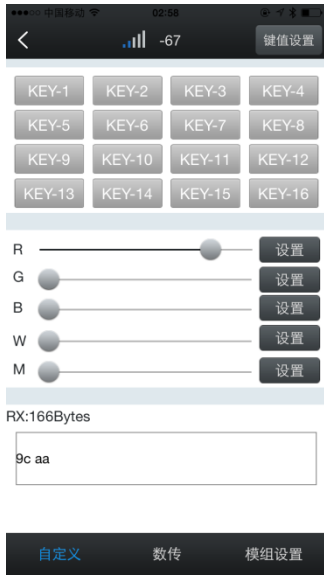 中国移动 02:58
-67 键值设置
KEY-1 KEY-2 KEY-3 KEY-4
KEY-5 KEY-6 KEY-7 KEY-8
KEY-9 KEY-10 KEY-11 KEY-12
KEY-13 KEY-14 KEY-15 KEY-16
R 设置
G 设置
B 设置
W 设置
M 设置
RX:166Bytes
9c aa
自定义 数传 模组设置